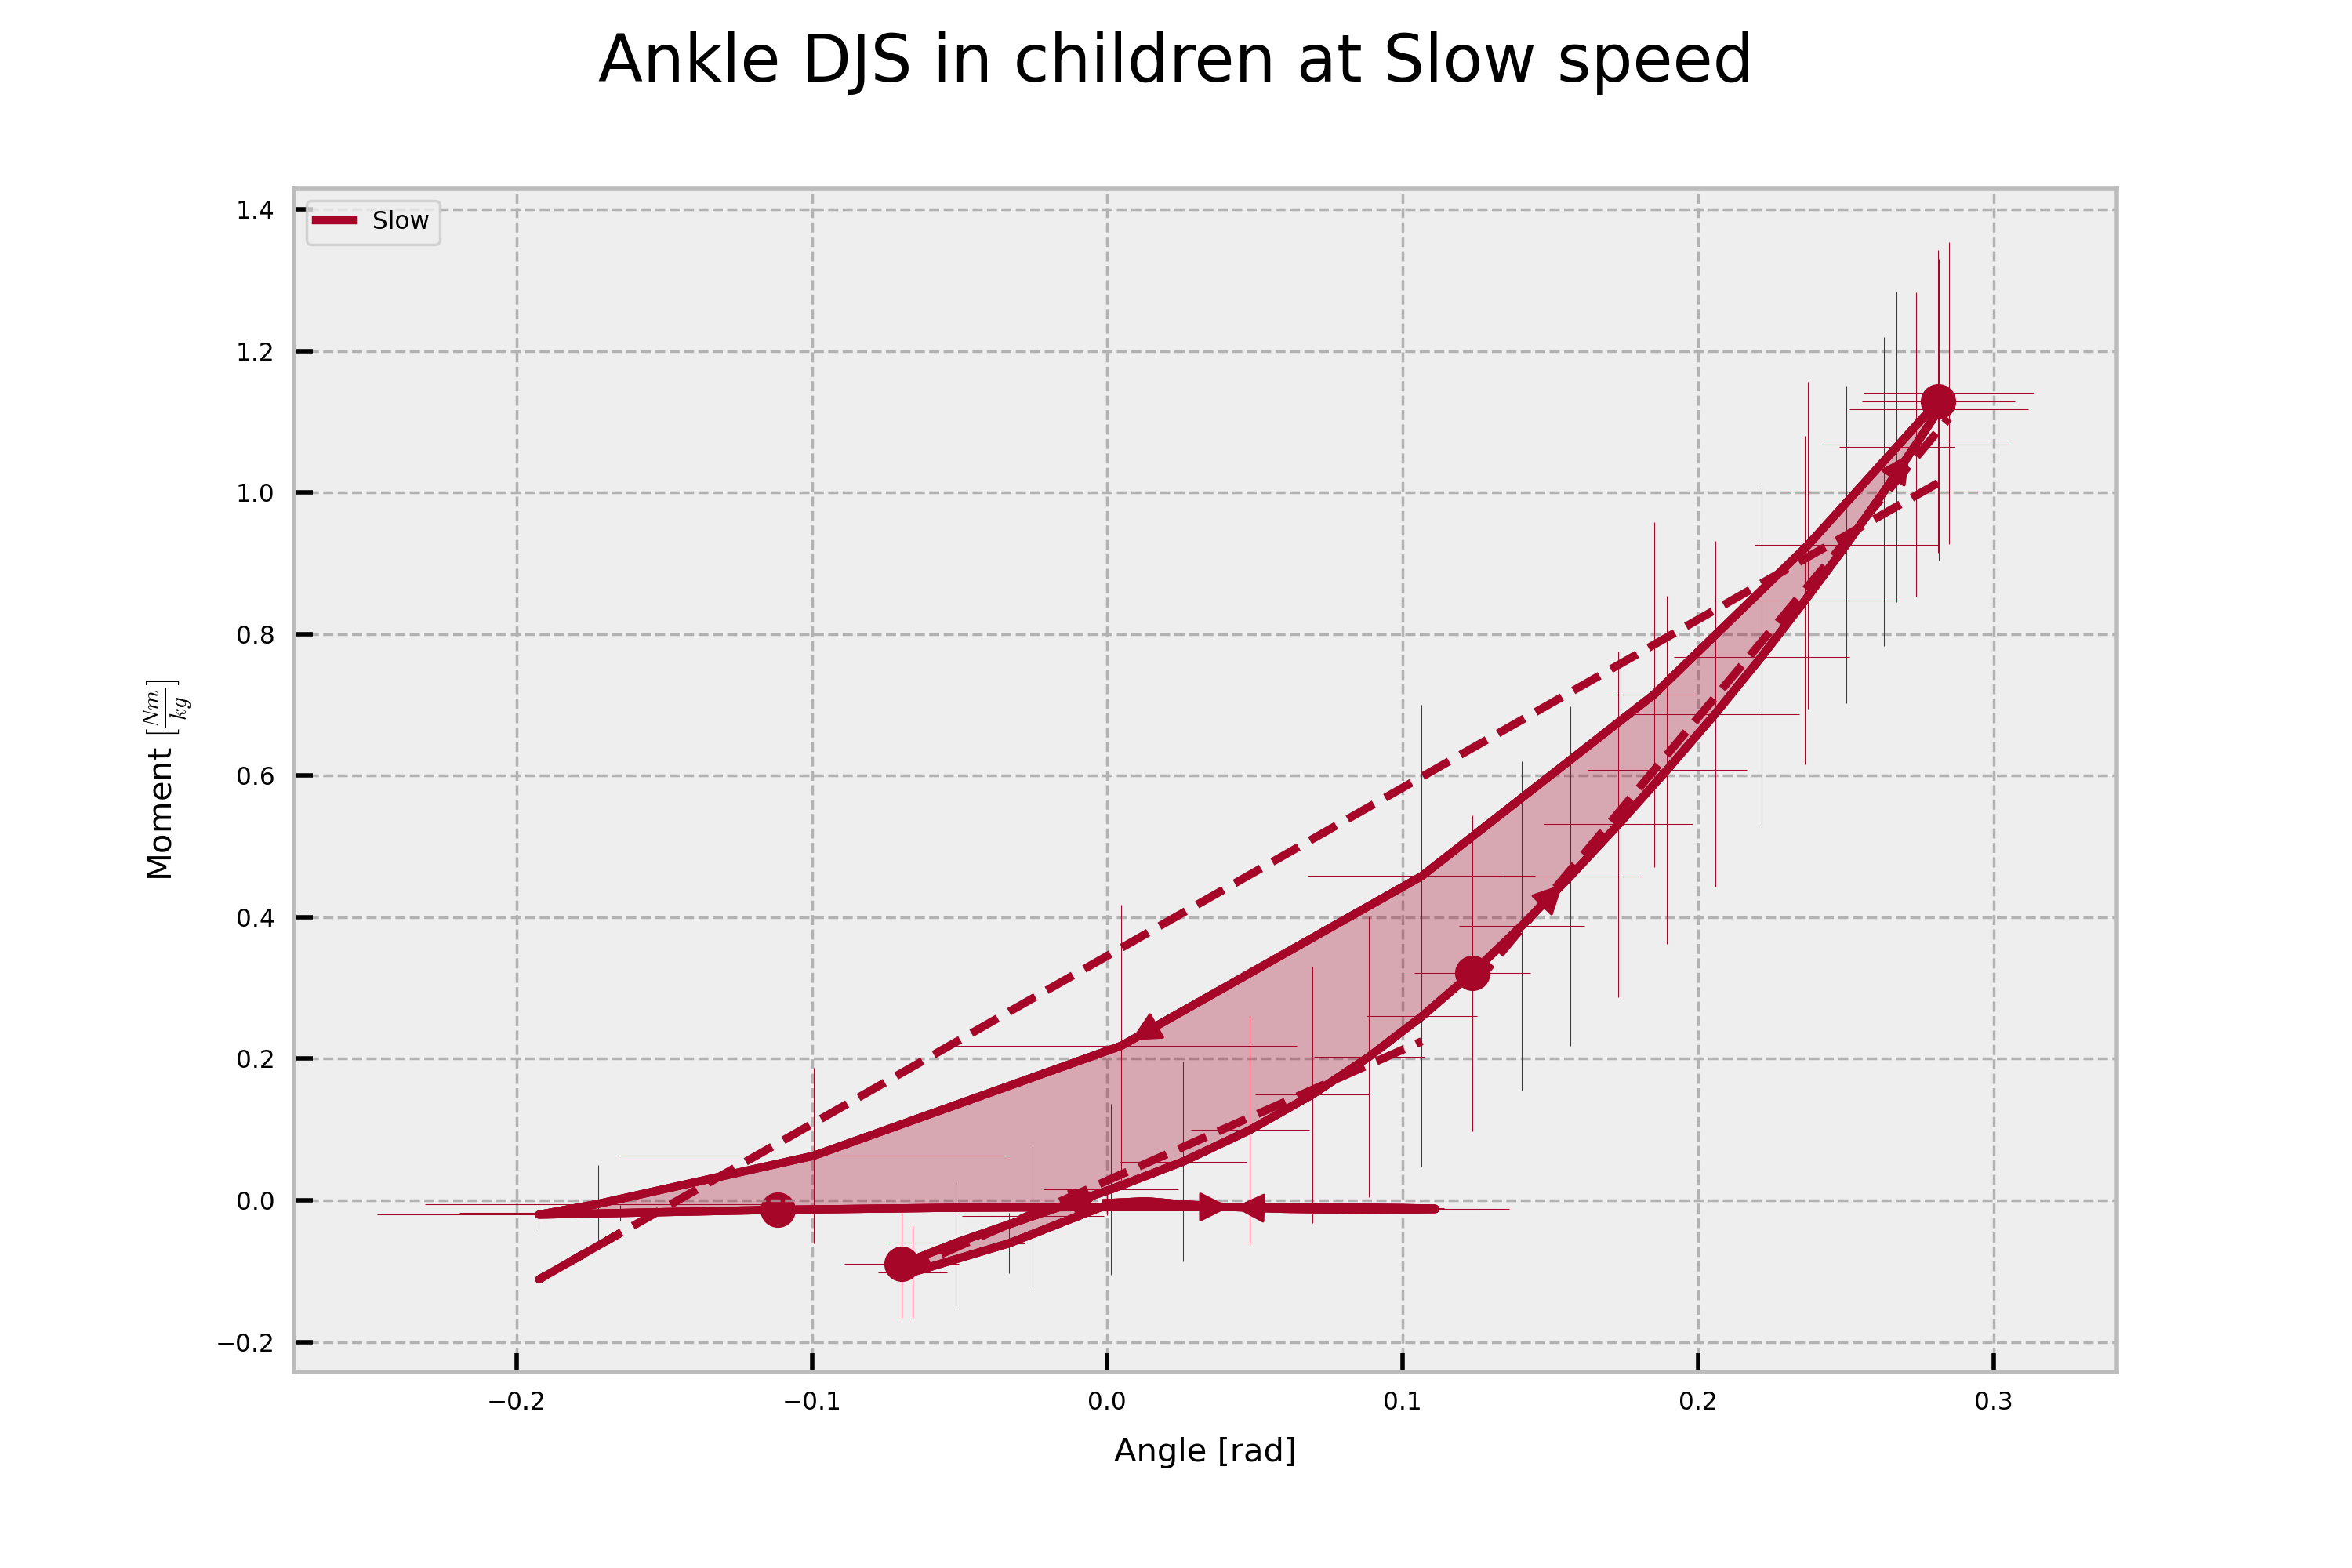 Ankle DJS in children at Slow speed
Slow
1.4
1.2
1.0
0.8
0.6
0.4
0.2
0.0
−0.2
Moment [Nm/kg]
−0.2 −0.1 0.0 0.1 0.2 0.3
Angle [rad]